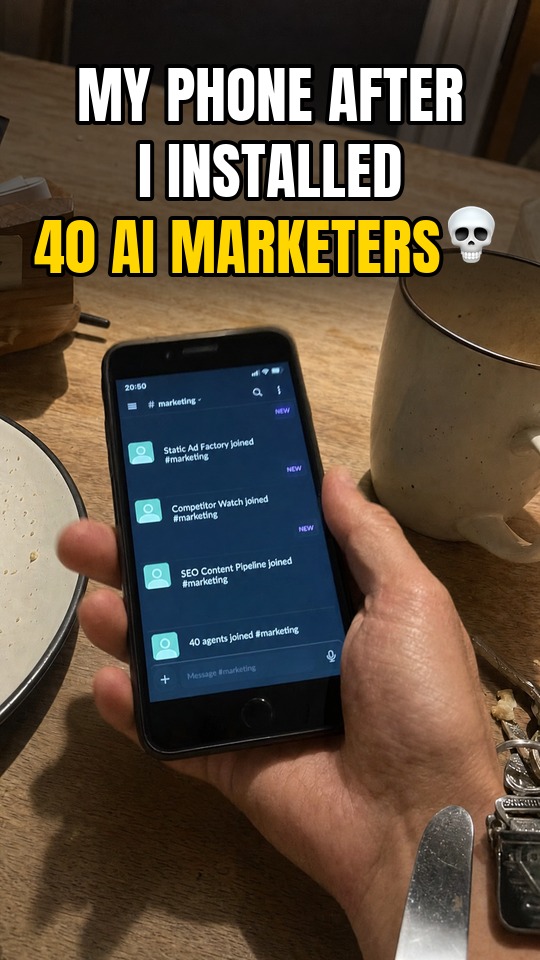 MY PHONE AFTER
I INSTALLED
40 AI MARKETERS💀
20:50
# marketing
NEW
Static Ad Factory joined
#marketing
NEW
Competitor Watch joined
#marketing
NEW
SEO Content Pipeline joined
#marketing
40 agents joined #marketing
+ Message #marketing